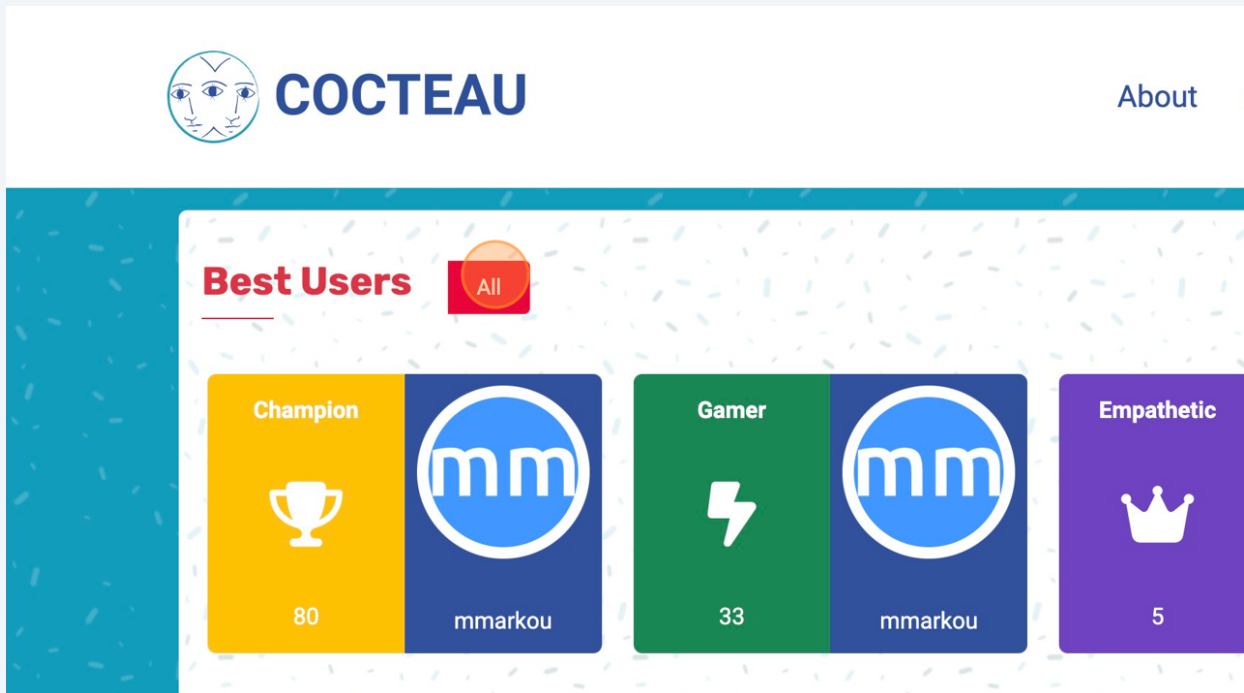 COCTEAU
About
Best Users
All
Champion
mm
80
mmarkou
Gamer
mm
33
mmarkou
Empathetic
5